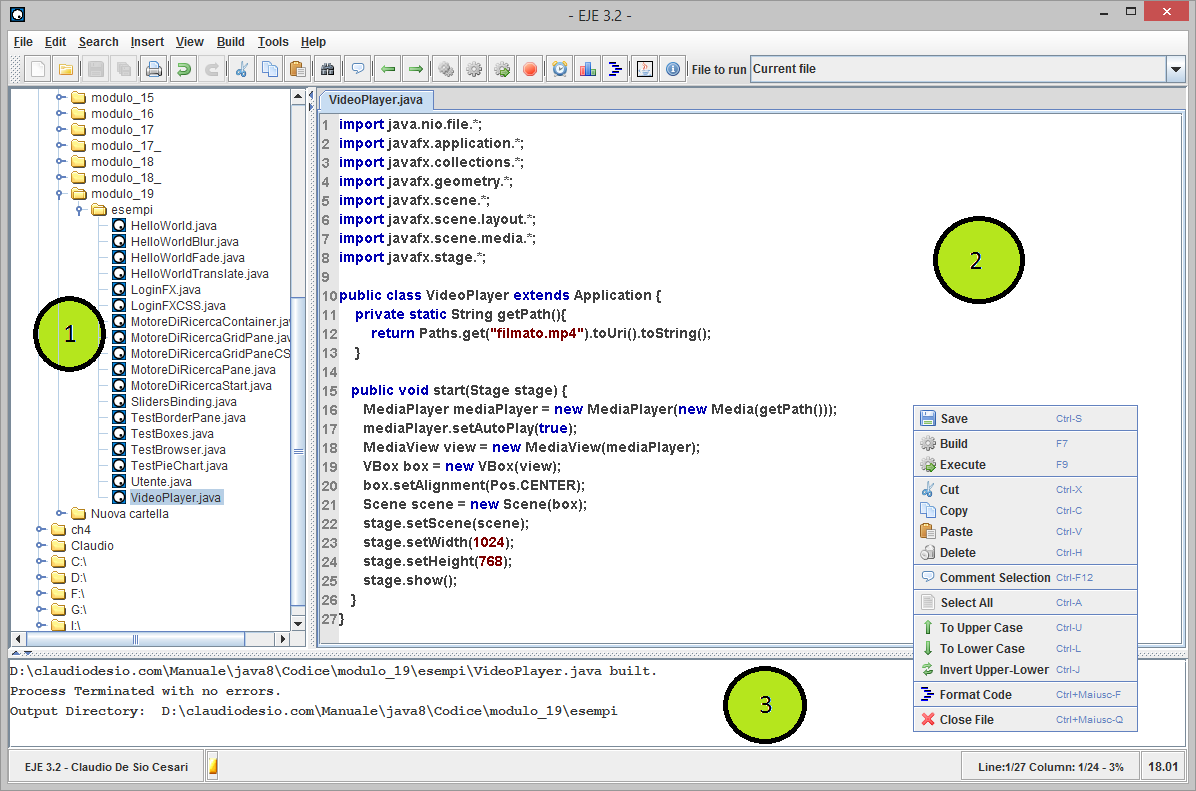 - EJE 3.2 -
File Edit Search Insert View Build Tools Help
File to run Current file
modulo_15
modulo_16
modulo_17
modulo_17_
modulo_18
modulo_18_
modulo_19
esempi
HelloWorld.java
HelloWorldBlur.java
HelloWorldFade.java
HelloWorldTranslate.java
LoginFX.java
LoginFXCSS.java
MotoreDiRicercaContainer.jav
MotoreDiRicercaGridPane.jav
MotoreDiRicercaGridPaneCS
MotoreDiRicercaPane.java
MotoreDiRicercaStart.java
SlidersBinding.java
TestBorderPane.java
TestBoxes.java
TestBrowser.java
TestPieChart.java
Utente.java
VideoPlayer.java
Nuova cartella
ch4
Claudio
C:\
D:\
F:\
G:\
I:\
1
VideoPlayer.java
1 import java.nio.file.*;
2 import javafx.application.*;
3 import javafx.collections.*;
4 import javafx.geometry.*;
5 import javafx.scene.*;
6 import javafx.scene.layout.*;
7 import javafx.scene.media.*;
8 import javafx.stage.*;
9
10 public class VideoPlayer extends Application {
11 private static String getPath(){
12 return Paths.get("filmato.mp4").toUri().toString();
13 }
14
15 public void start(Stage stage) {
16 MediaPlayer mediaPlayer = new MediaPlayer(new Media(getPath()));
17 mediaPlayer.setAutoPlay(true);
18 MediaView view = new MediaView(mediaPlayer);
19 VBox box = new VBox(view);
20 box.setAlignment(Pos.CENTER);
21 Scene scene = new Scene(box);
22 stage.setScene(scene);
23 stage.setWidth(1024);
24 stage.setHeight(768);
25 stage.show();
26 }
27 }
2
Save Ctrl-S
Build F7
Execute F9
Cut Ctrl-X
Copy Ctrl-C
Paste Ctrl-V
Delete Ctrl-H
Comment Selection Ctrl-F12
Select All Ctrl-A
To Upper Case Ctrl-U
To Lower Case Ctrl-L
Invert Upper-Lower Ctrl-J
Format Code Ctrl+Maiusc-F
Close File Ctrl+Maiusc-Q
D:\claudiodesio.com\Manuale\java8\Codice\modulo_19\esempi\VideoPlayer.java built.
Process Terminated with no errors.
Output Directory: D:\claudiodesio.com\Manuale\java8\Codice\modulo_19\esempi
3
EJE 3.2 - Claudio De Sio Cesari
Line:1/27 Column: 1/24 - 3%
18.01